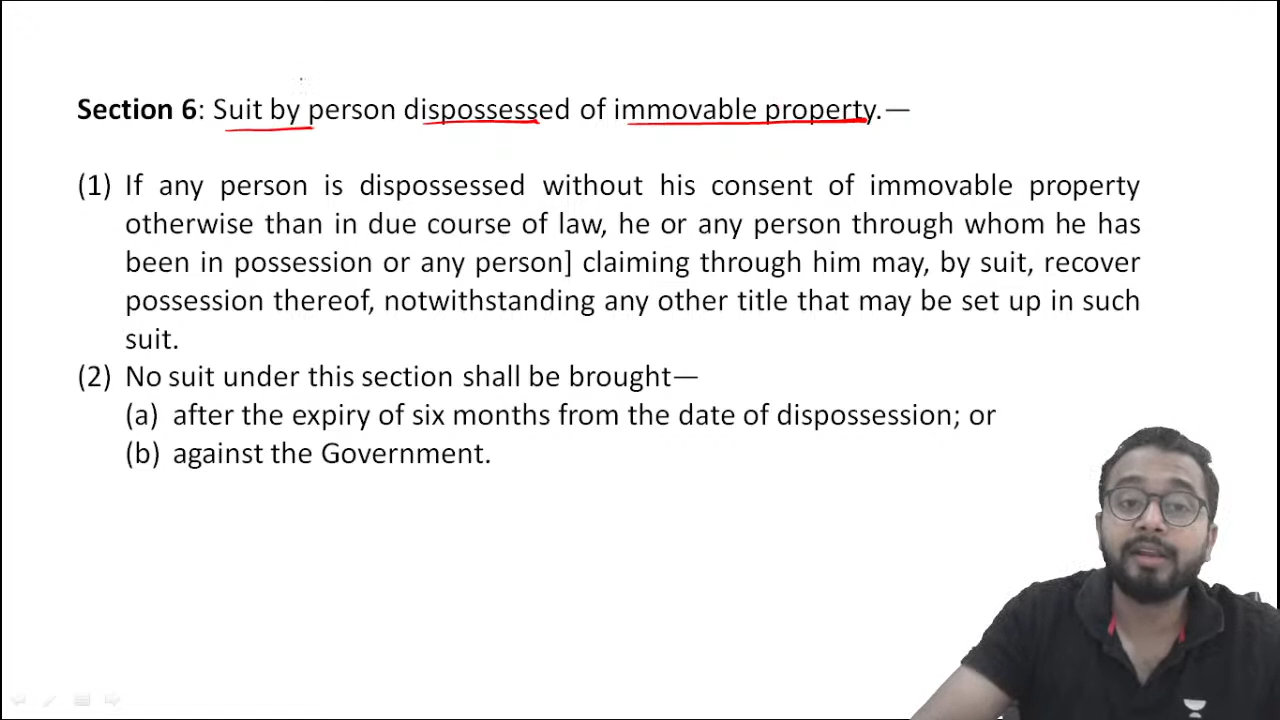 Section 6: Suit by person dispossessed of immovable property.—
(1) If any person is dispossessed without his consent of immovable property
otherwise than in due course of law, he or any person through whom he has
been in possession or any person] claiming through him may, by suit, recover
possession thereof, notwithstanding any other title that may be set up in such
suit.
(2) No suit under this section shall be brought—
(a) after the expiry of six months from the date of dispossession; or
(b) against the Government.